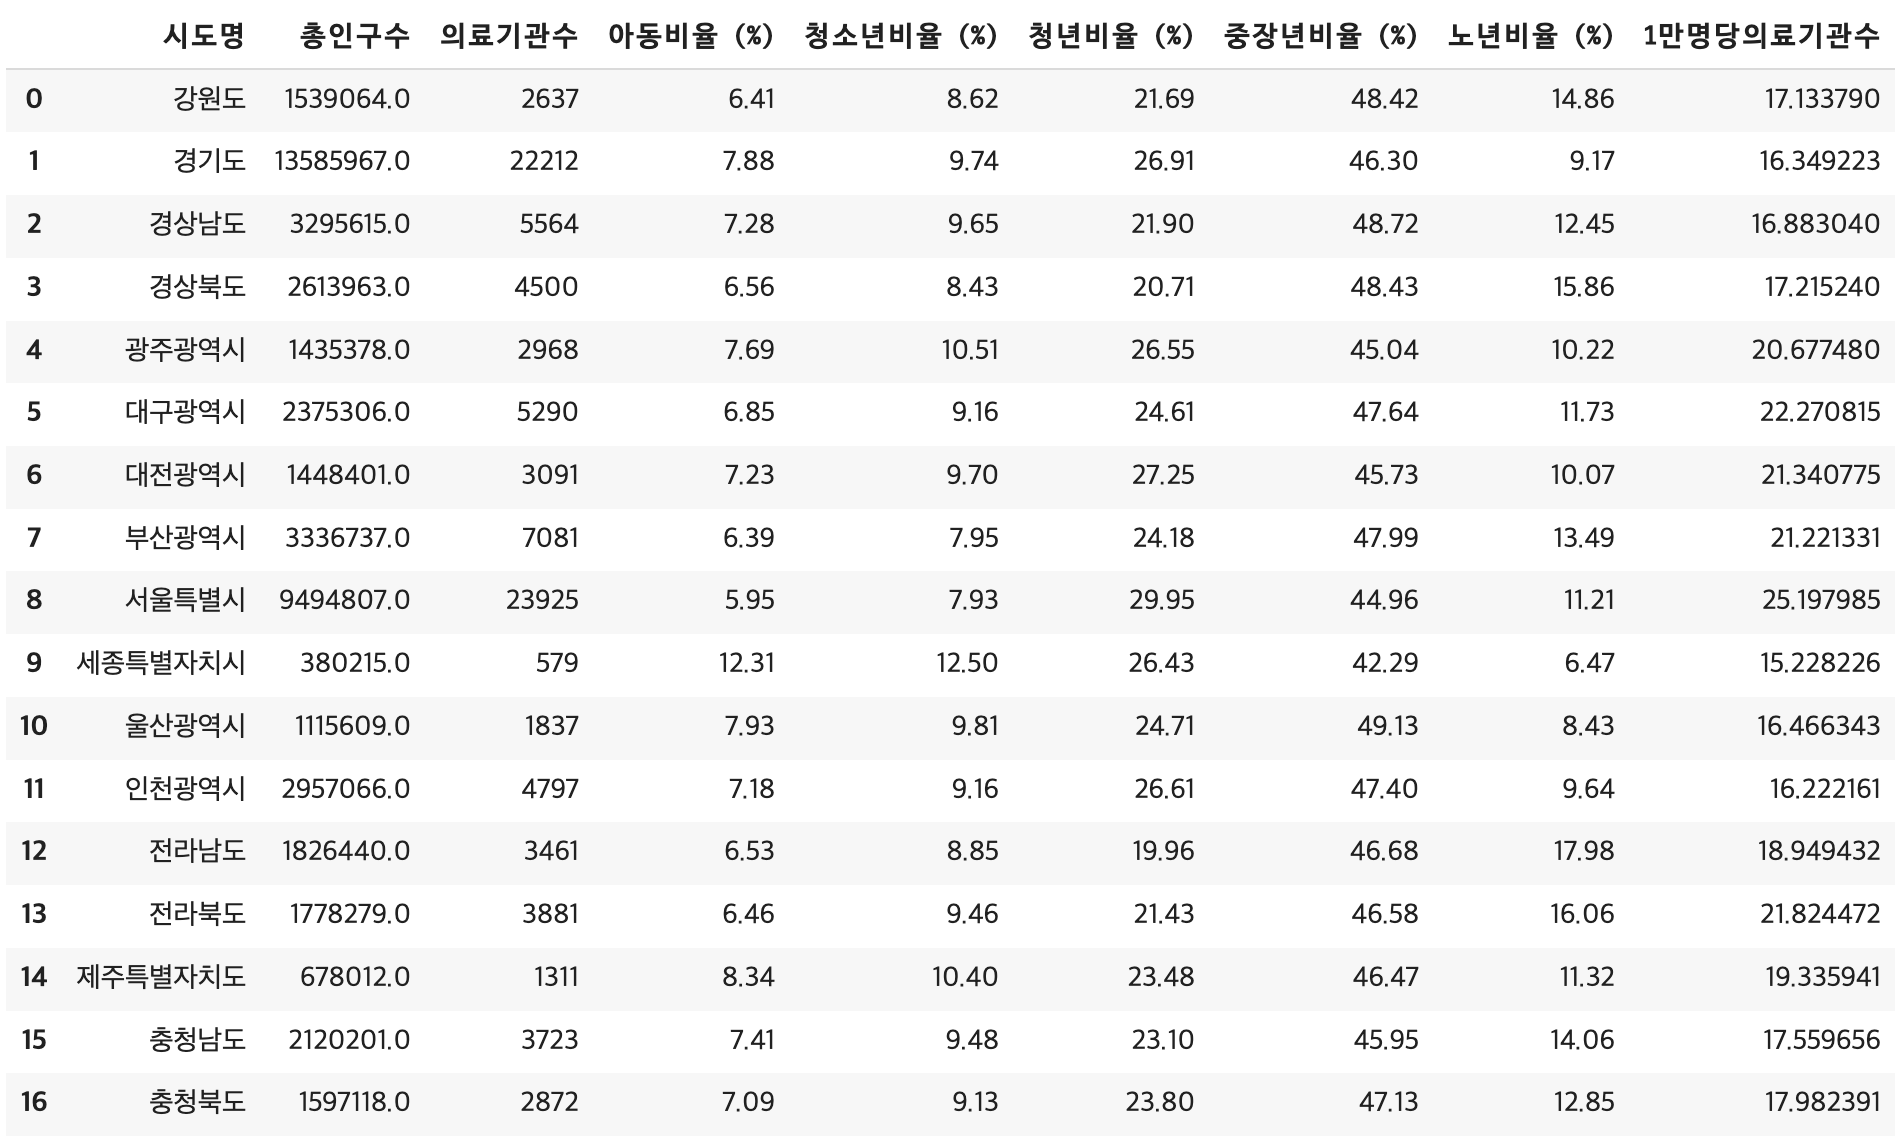 시도명 총인구수 의료기관수 아동비율 (%) 청소년비율 (%) 청년비율 (%) 중장년비율 (%) 노년비율 (%) 1만명당의료기관수
0 강원도 1539064.0 2637 6.41 8.62 21.69 48.42 14.86 17.133790
1 경기도 13585967.0 22212 7.88 9.74 26.91 46.30 9.17 16.349223
2 경상남도 3295615.0 5564 7.28 9.65 21.90 48.72 12.45 16.883040
3 경상북도 2613963.0 4500 6.56 8.43 20.71 48.43 15.86 17.215240
4 광주광역시 1435378.0 2968 7.69 10.51 26.55 45.04 10.22 20.677480
5 대구광역시 2375306.0 5290 6.85 9.16 24.61 47.64 11.73 22.270815
6 대전광역시 1448401.0 3091 7.23 9.70 27.25 45.73 10.07 21.340775
7 부산광역시 3336737.0 7081 6.39 7.95 24.18 47.99 13.49 21.221331
8 서울특별시 9494807.0 23925 5.95 7.93 29.95 44.96 11.21 25.197985
9 세종특별자치시 380215.0 579 12.31 12.50 26.43 42.29 6.47 15.228226
10 울산광역시 1115609.0 1837 7.93 9.81 24.71 49.13 8.43 16.466343
11 인천광역시 2957066.0 4797 7.18 9.16 26.61 47.40 9.64 16.222161
12 전라남도 1826440.0 3461 6.53 8.85 19.96 46.68 17.98 18.949432
13 전라북도 1778279.0 3881 6.46 9.46 21.43 46.58 16.06 21.824472
14 제주특별자치도 678012.0 1311 8.34 10.40 23.48 46.47 11.32 19.335941
15 충청남도 2120201.0 3723 7.41 9.48 23.10 45.95 14.06 17.559656
16 충청북도 1597118.0 2872 7.09 9.13 23.80 47.13 12.85 17.982391